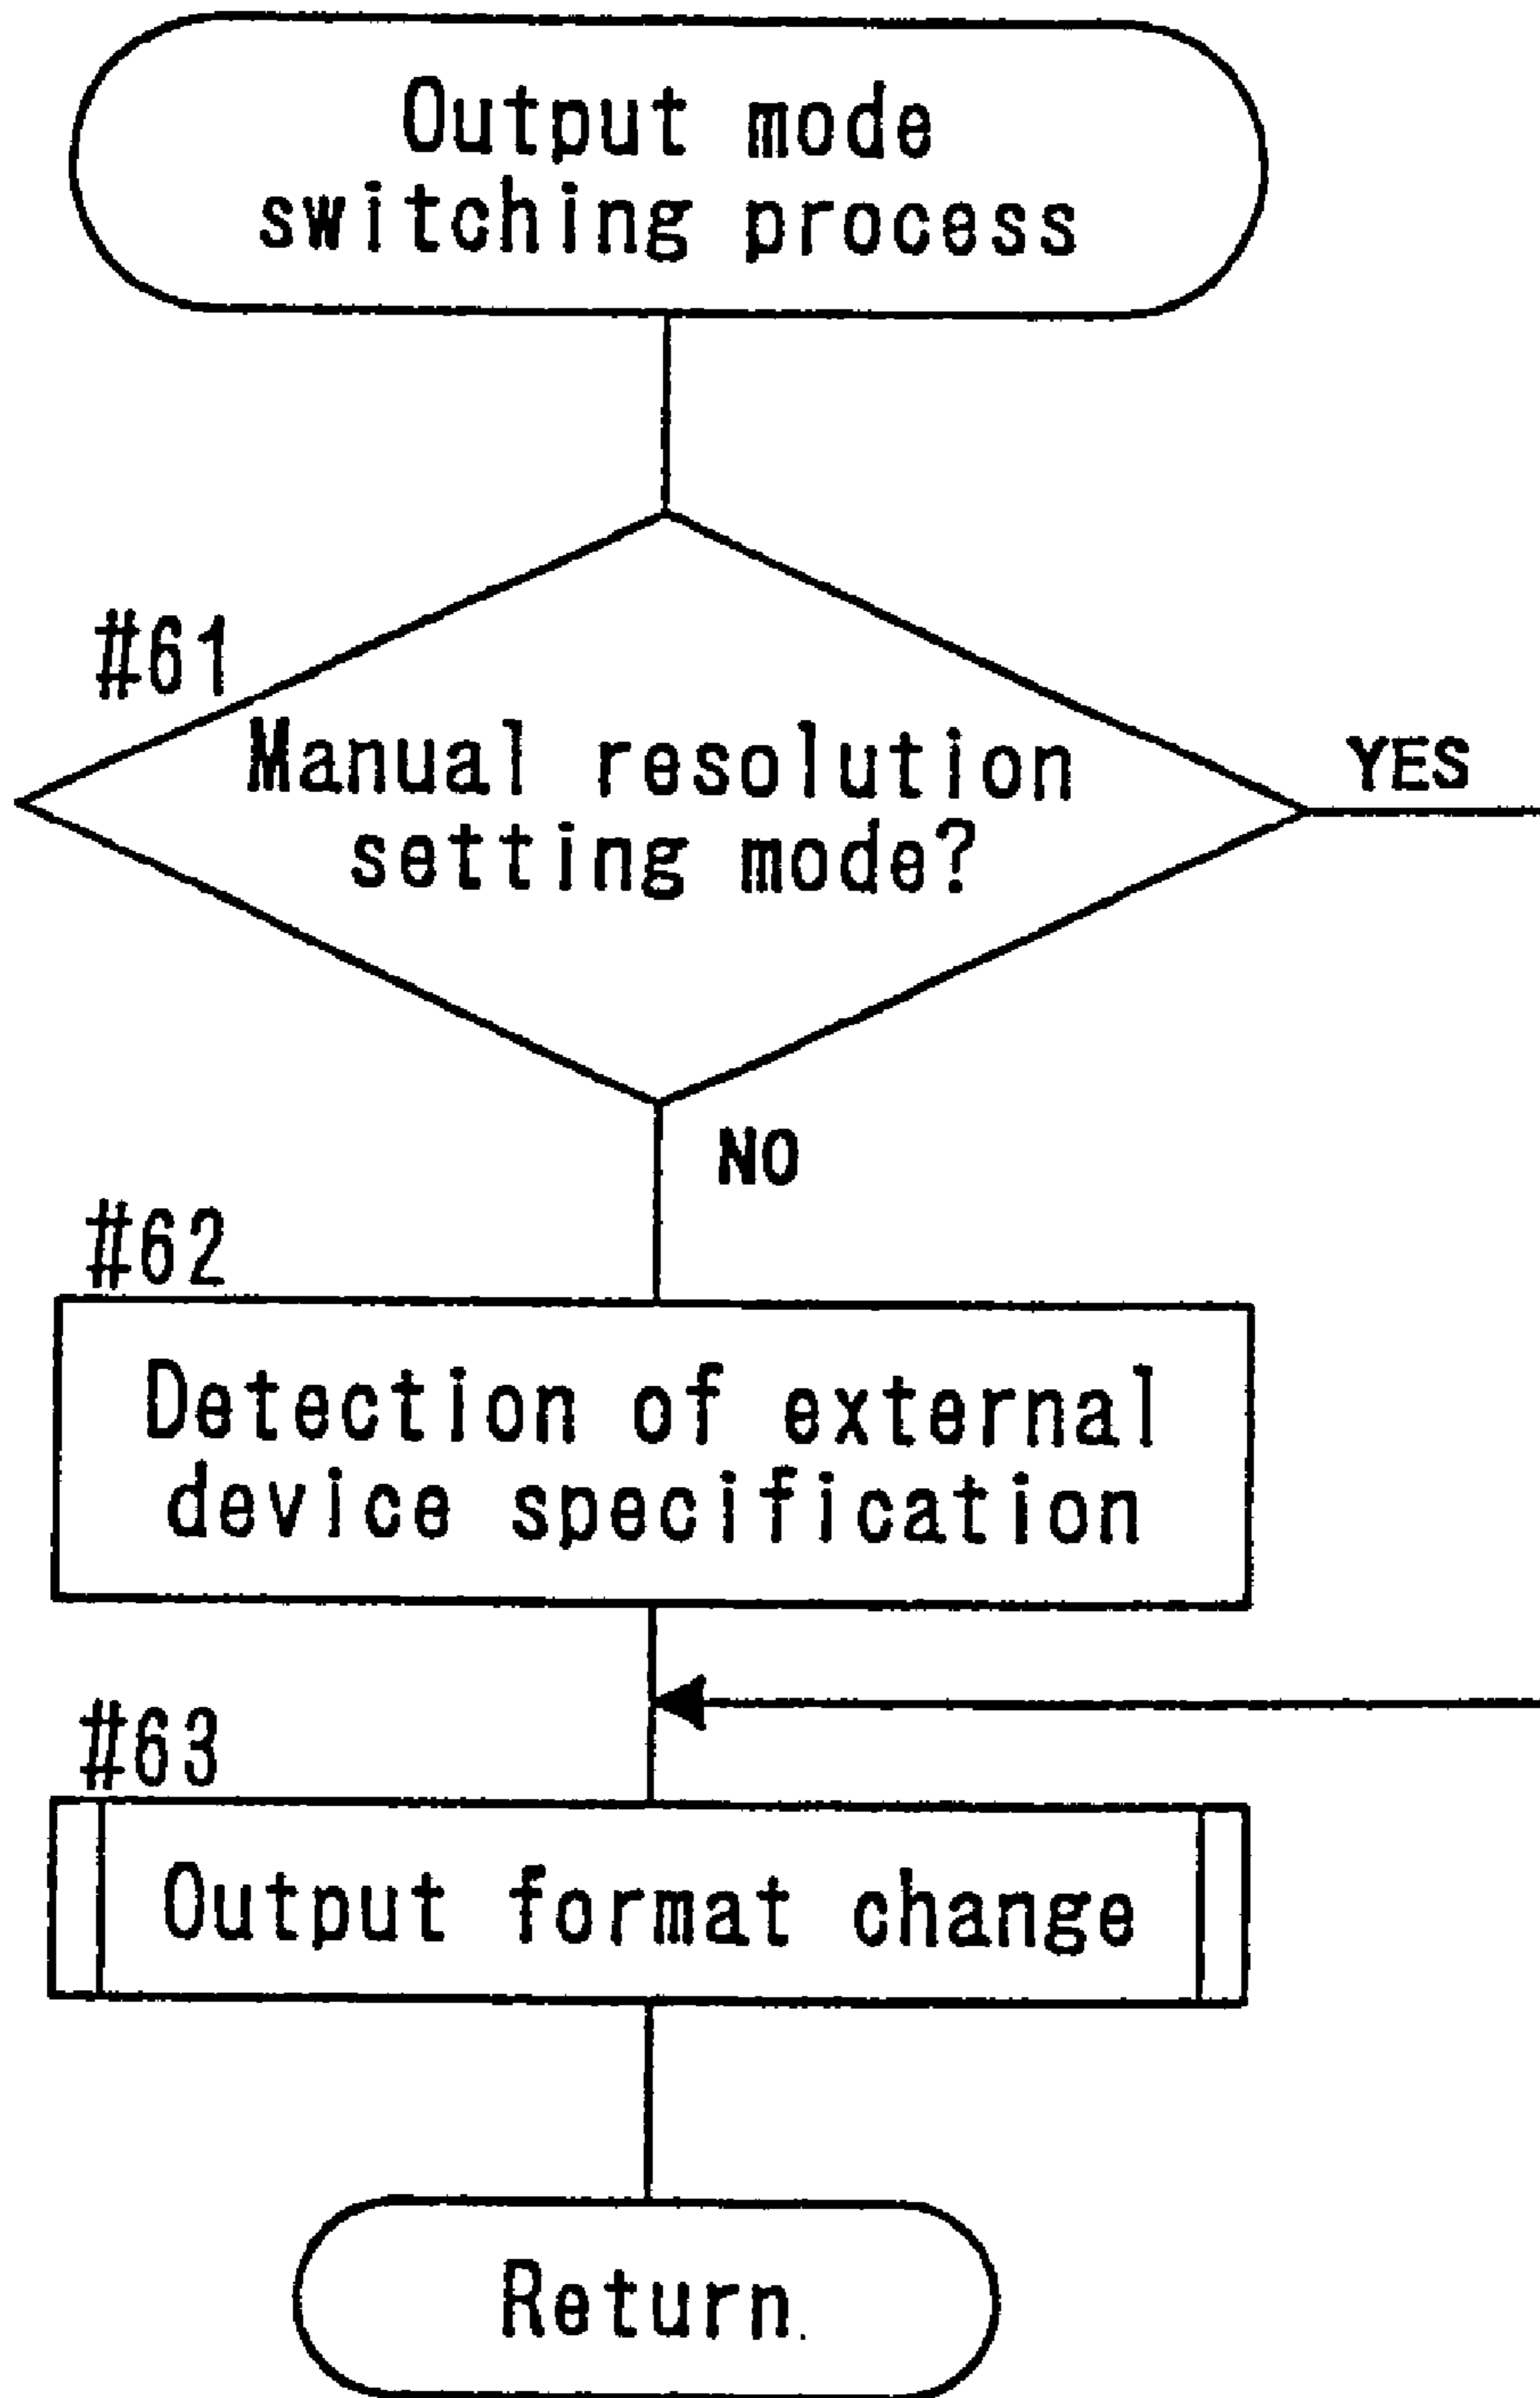 Output mode
switching process
#61
Manual resolution
setting mode?
YES
NO
#62
Detection of external
device specification
#63
Output format change
Return